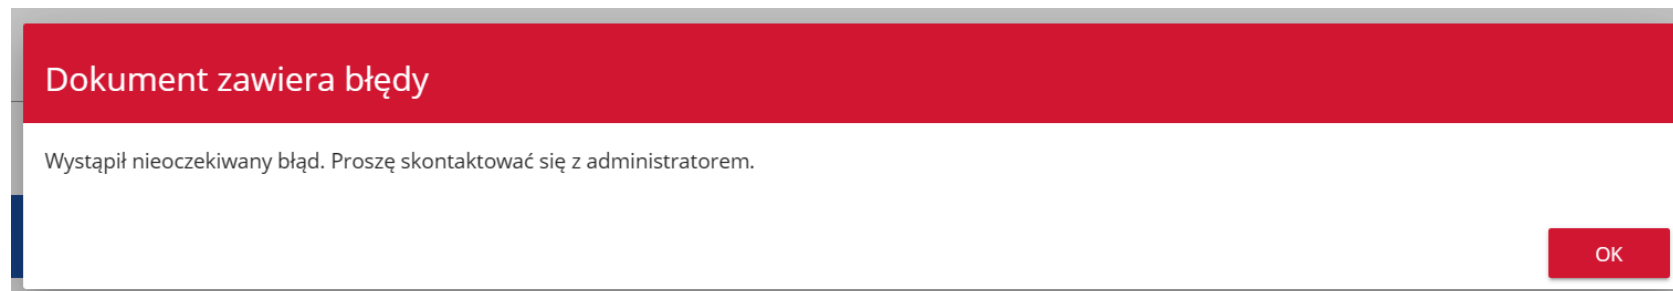 Dokument zawiera błędy
Wystąpił nieoczekiwany błąd. Proszę skontaktować się z administratorem.
OK